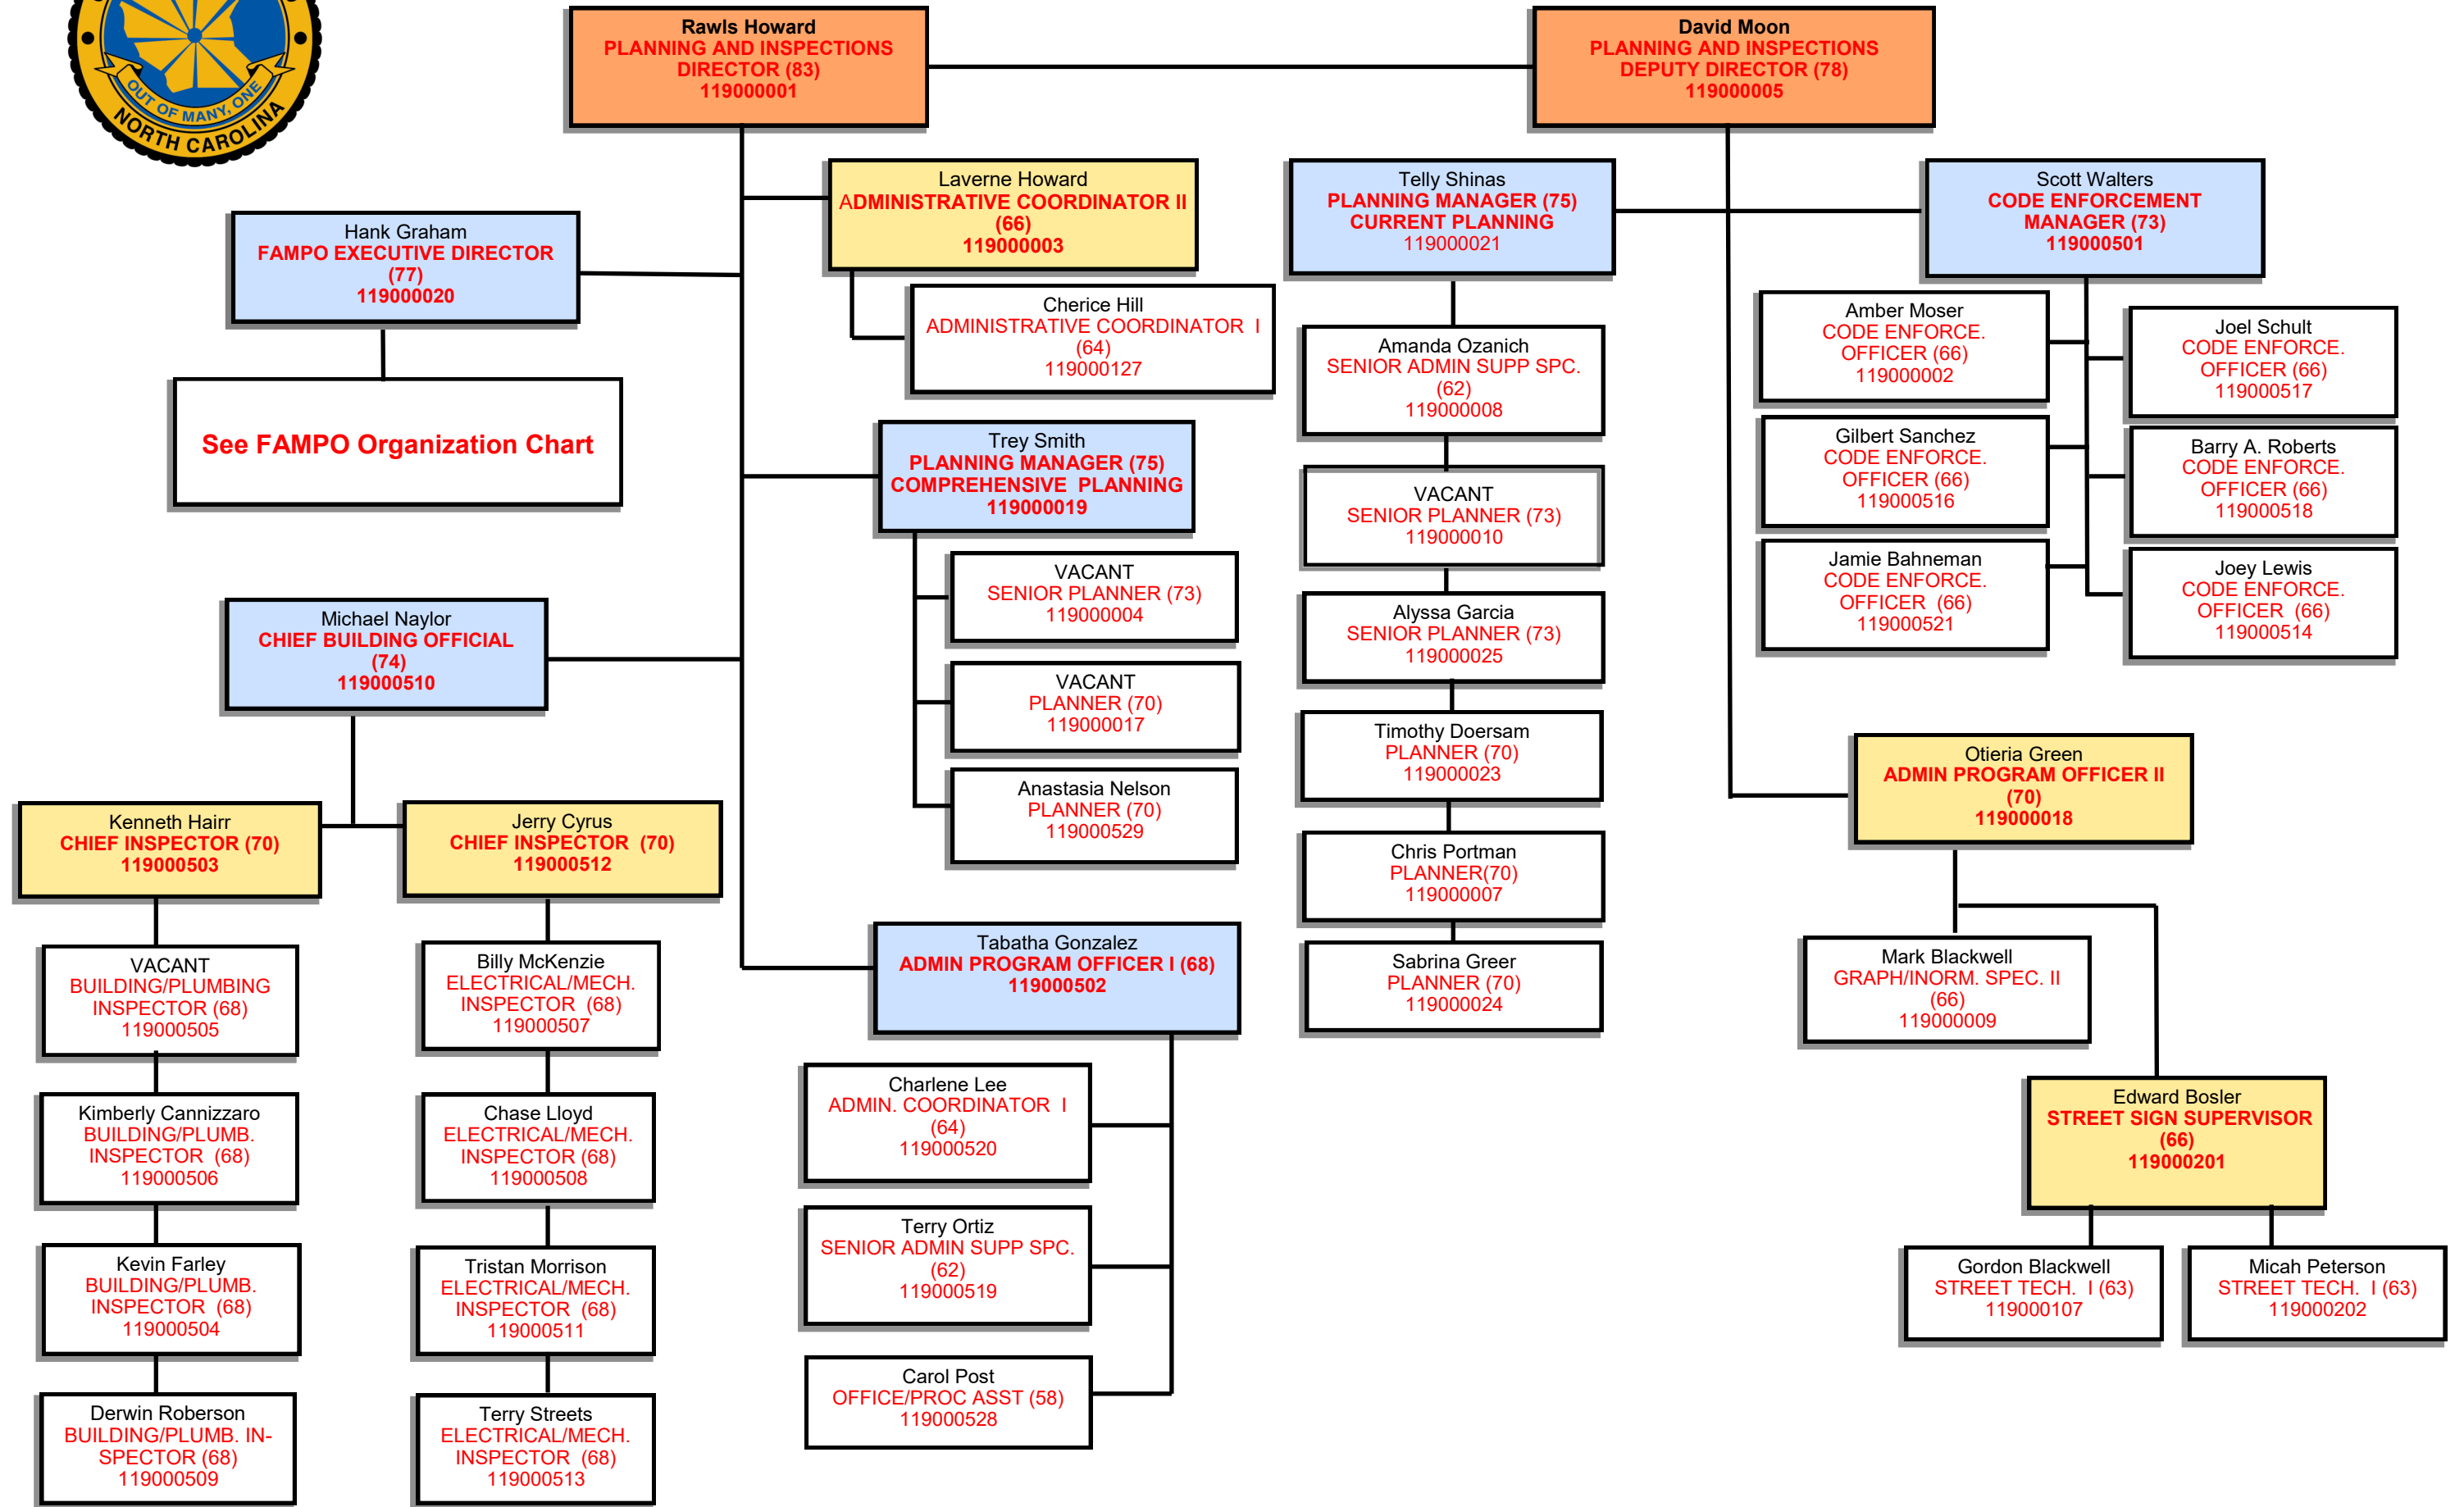 OUT OF MANY, ONE
NORTH CAROLINA
Rawls Howard
PLANNING AND INSPECTIONS
DIRECTOR (83)
119000001
David Moon
PLANNING AND INSPECTIONS
DEPUTY DIRECTOR (78)
119000005
Laverne Howard
ADMINISTRATIVE COORDINATOR II
(66)
119000003
Telly Shinas
PLANNING MANAGER (75)
CURRENT PLANNING
119000021
Scott Walters
CODE ENFORCEMENT
MANAGER (73)
119000501
Hank Graham
FAMPO EXECUTIVE DIRECTOR
(77)
119000020
Cherice Hill
ADMINISTRATIVE COORDINATOR  I
(64)
119000127
See FAMPO Organization Chart
Amanda Ozanich
SENIOR ADMIN SUPP SPC.
(62)
119000008
Amber Moser
CODE ENFORCE.
OFFICER (66)
119000002
Joel Schult
CODE ENFORCE.
OFFICER (66)
119000517
Trey Smith
PLANNING MANAGER (75)
COMPREHENSIVE  PLANNING
119000019
VACANT
SENIOR PLANNER (73)
119000010
Gilbert Sanchez
CODE ENFORCE.
OFFICER (66)
119000516
Barry A. Roberts
CODE ENFORCE.
OFFICER (66)
119000518
VACANT
SENIOR PLANNER (73)
119000004
Alyssa Garcia
SENIOR PLANNER (73)
119000025
Jamie Bahneman
CODE ENFORCE.
OFFICER  (66)
119000521
Joey Lewis
CODE ENFORCE.
OFFICER  (66)
119000514
Michael Naylor
CHIEF BUILDING OFFICIAL
(74)
119000510
VACANT
PLANNER (70)
119000017
Timothy Doersam
PLANNER (70)
119000023
Otieria Green
ADMIN PROGRAM OFFICER II
(70)
119000018
Anastasia Nelson
PLANNER (70)
119000529
Kenneth Hairr
CHIEF INSPECTOR (70)
119000503
Jerry Cyrus
CHIEF INSPECTOR  (70)
119000512
Chris Portman
PLANNER(70)
119000007
Tabatha Gonzalez
ADMIN PROGRAM OFFICER I (68)
119000502
Sabrina Greer
PLANNER (70)
119000024
Mark Blackwell
GRAPH/INORM. SPEC. II
(66)
119000009
VACANT
BUILDING/PLUMBING
INSPECTOR (68)
119000505
Billy McKenzie
ELECTRICAL/MECH.
INSPECTOR  (68)
119000507
Charlene Lee
ADMIN. COORDINATOR  I
(64)
119000520
Edward Bosler
STREET SIGN SUPERVISOR
(66)
119000201
Kimberly Cannizzaro
BUILDING/PLUMB.
INSPECTOR  (68)
119000506
Chase Lloyd
ELECTRICAL/MECH.
INSPECTOR (68)
119000508
Terry Ortiz
SENIOR ADMIN SUPP SPC.
(62)
119000519
Kevin Farley
BUILDING/PLUMB.
INSPECTOR  (68)
119000504
Tristan Morrison
ELECTRICAL/MECH.
INSPECTOR  (68)
119000511
Gordon Blackwell
STREET TECH.  I (63)
119000107
Micah Peterson
STREET TECH.  I (63)
119000202
Carol Post
OFFICE/PROC ASST (58)
119000528
Derwin Roberson
BUILDING/PLUMB. IN-
SPECTOR (68)
119000509
Terry Streets
ELECTRICAL/MECH.
INSPECTOR (68)
119000513